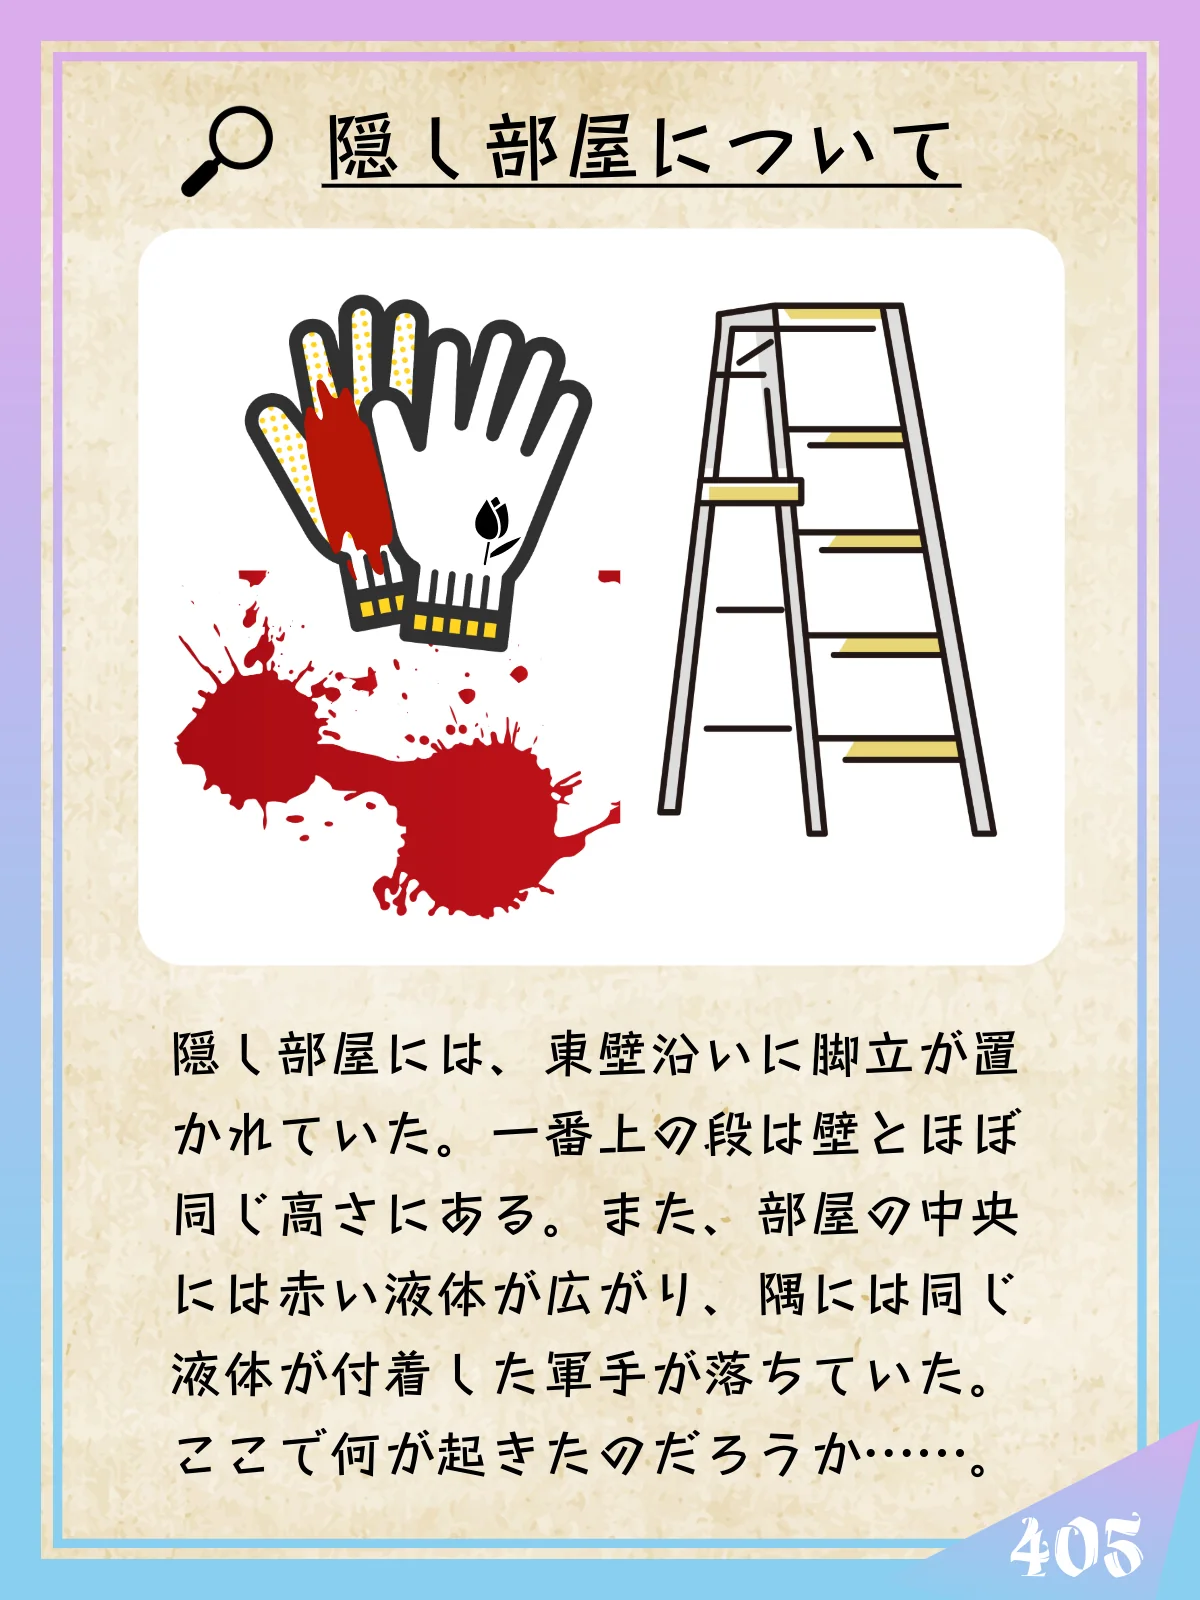 隠し部屋について
隠し部屋には、東壁沿いに脚立が置
かれていた。一番上の段は壁とほぼ
同じ高さにある。また、部屋の中央
には赤い液体が広がり、隅には同じ
液体が付着した軍手が落ちていた。
ここで何が起きたのだろうか……。
405